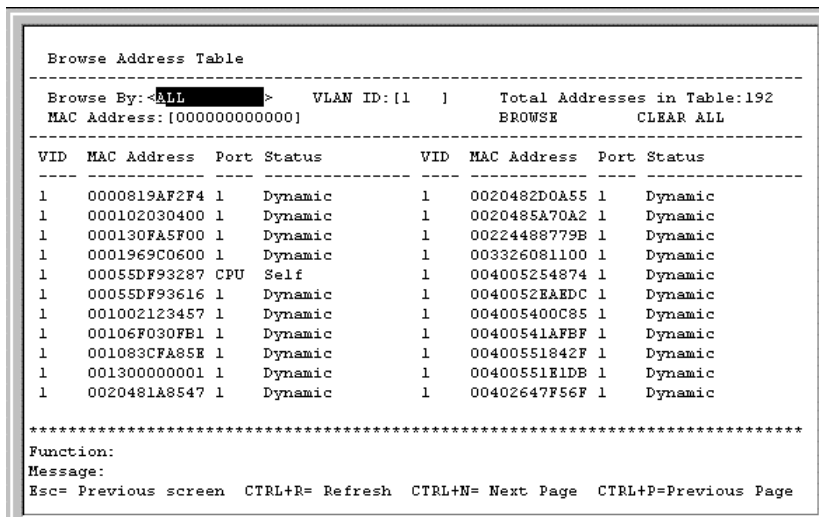 Browse Address Table
Browse By:<ALL > VLAN ID:[1 ] Total Addresses in Table:192
MAC Address:[000000000000] BROWSE CLEAR ALL
VID MAC Address Port Status VID MAC Address Port Status
1 0000819AF2F4 1 Dynamic 1 0020482D0A55 1 Dynamic
1 000102030400 1 Dynamic 1 0020485A70A2 1 Dynamic
1 000130FA5F00 1 Dynamic 1 00224488779B 1 Dynamic
1 0001969C0600 1 Dynamic 1 003326081100 1 Dynamic
1 00055DF93287 CPU Self 1 004005254874 1 Dynamic
1 00055DF93616 1 Dynamic 1 0040052EAEDC 1 Dynamic
1 001002123457 1 Dynamic 1 004005400C85 1 Dynamic
1 00106F030FB1 1 Dynamic 1 00400541AFBF 1 Dynamic
1 001083CFA85E 1 Dynamic 1 00400551842F 1 Dynamic
1 001300000001 1 Dynamic 1 00400551E1DB 1 Dynamic
1 0020481A8547 1 Dynamic 1 00402647F56F 1 Dynamic
*******************************************************************************
Function:
Message:
Esc= Previous screen CTRL+R= Refresh CTRL+N= Next Page CTRL+P=Previous Page